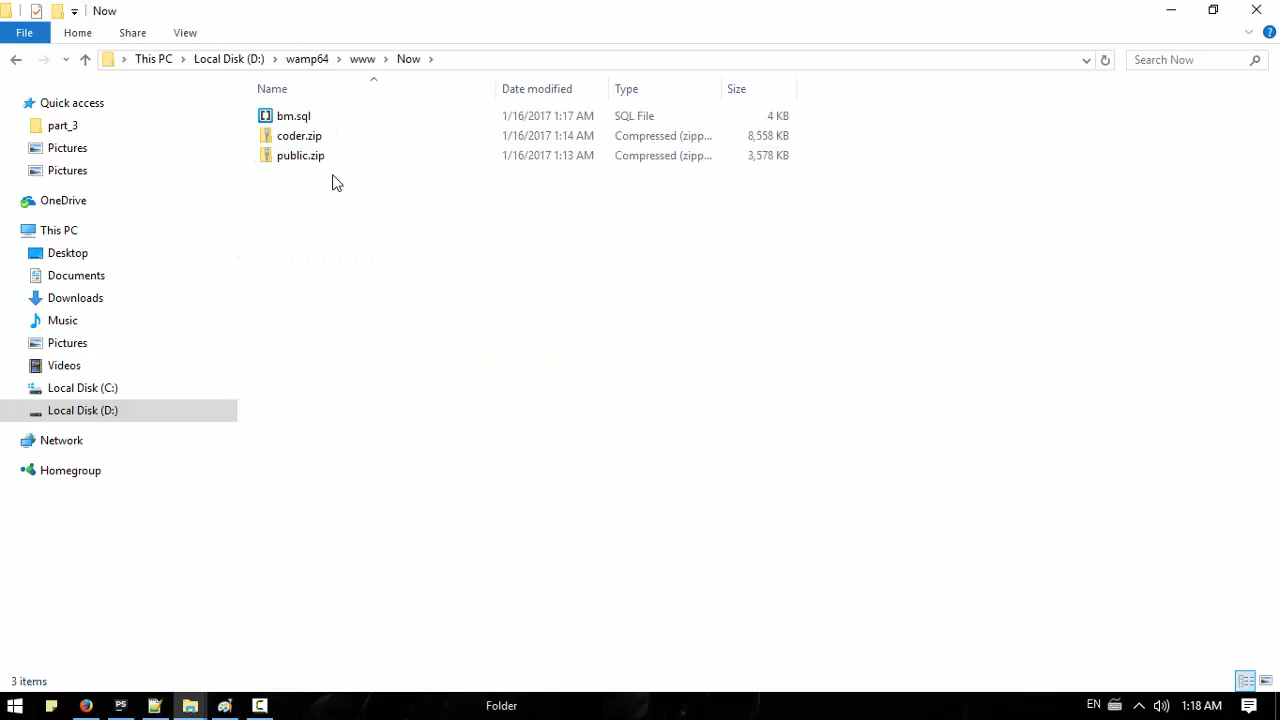 Now
File Home Share View
This PC Local Disk (D:) wamp64 www Now Search Now
Name Date modified Type Size
bm.sql 1/16/2017 1:17 AM SQL File 4 KB
coder.zip 1/16/2017 1:14 AM Compressed (zipp... 8,558 KB
public.zip 1/16/2017 1:13 AM Compressed (zipp... 3,578 KB
Quick access
part_3
Pictures
Pictures
OneDrive
This PC
Desktop
Documents
Downloads
Music
Pictures
Videos
Local Disk (C:)
Local Disk (D:)
Network
Homegroup
3 items
Folder EN 1:18 AM